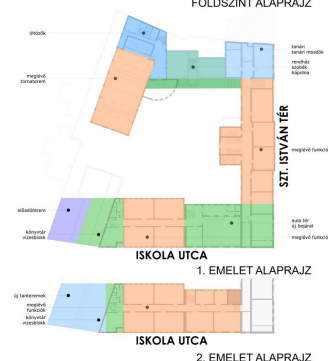 FÖLDSZINT ALAPRAJZ
öltözők
tanári
tanári mosdók
meglévő
tornaterem
rendház
szobák
kápolna
meglévő funkció
SZT. ISTVÁN TÉR
előadóterem
könyvtár
vizesblokk
aula tér
új bejárat
meglévő funkció
ISKOLA UTCA
1. EMELET ALAPRAJZ
új tantermek
meglévő
funkciók
könyvtár
vizesblokk
ISKOLA UTCA
2. EMELET ALAPRAJZ